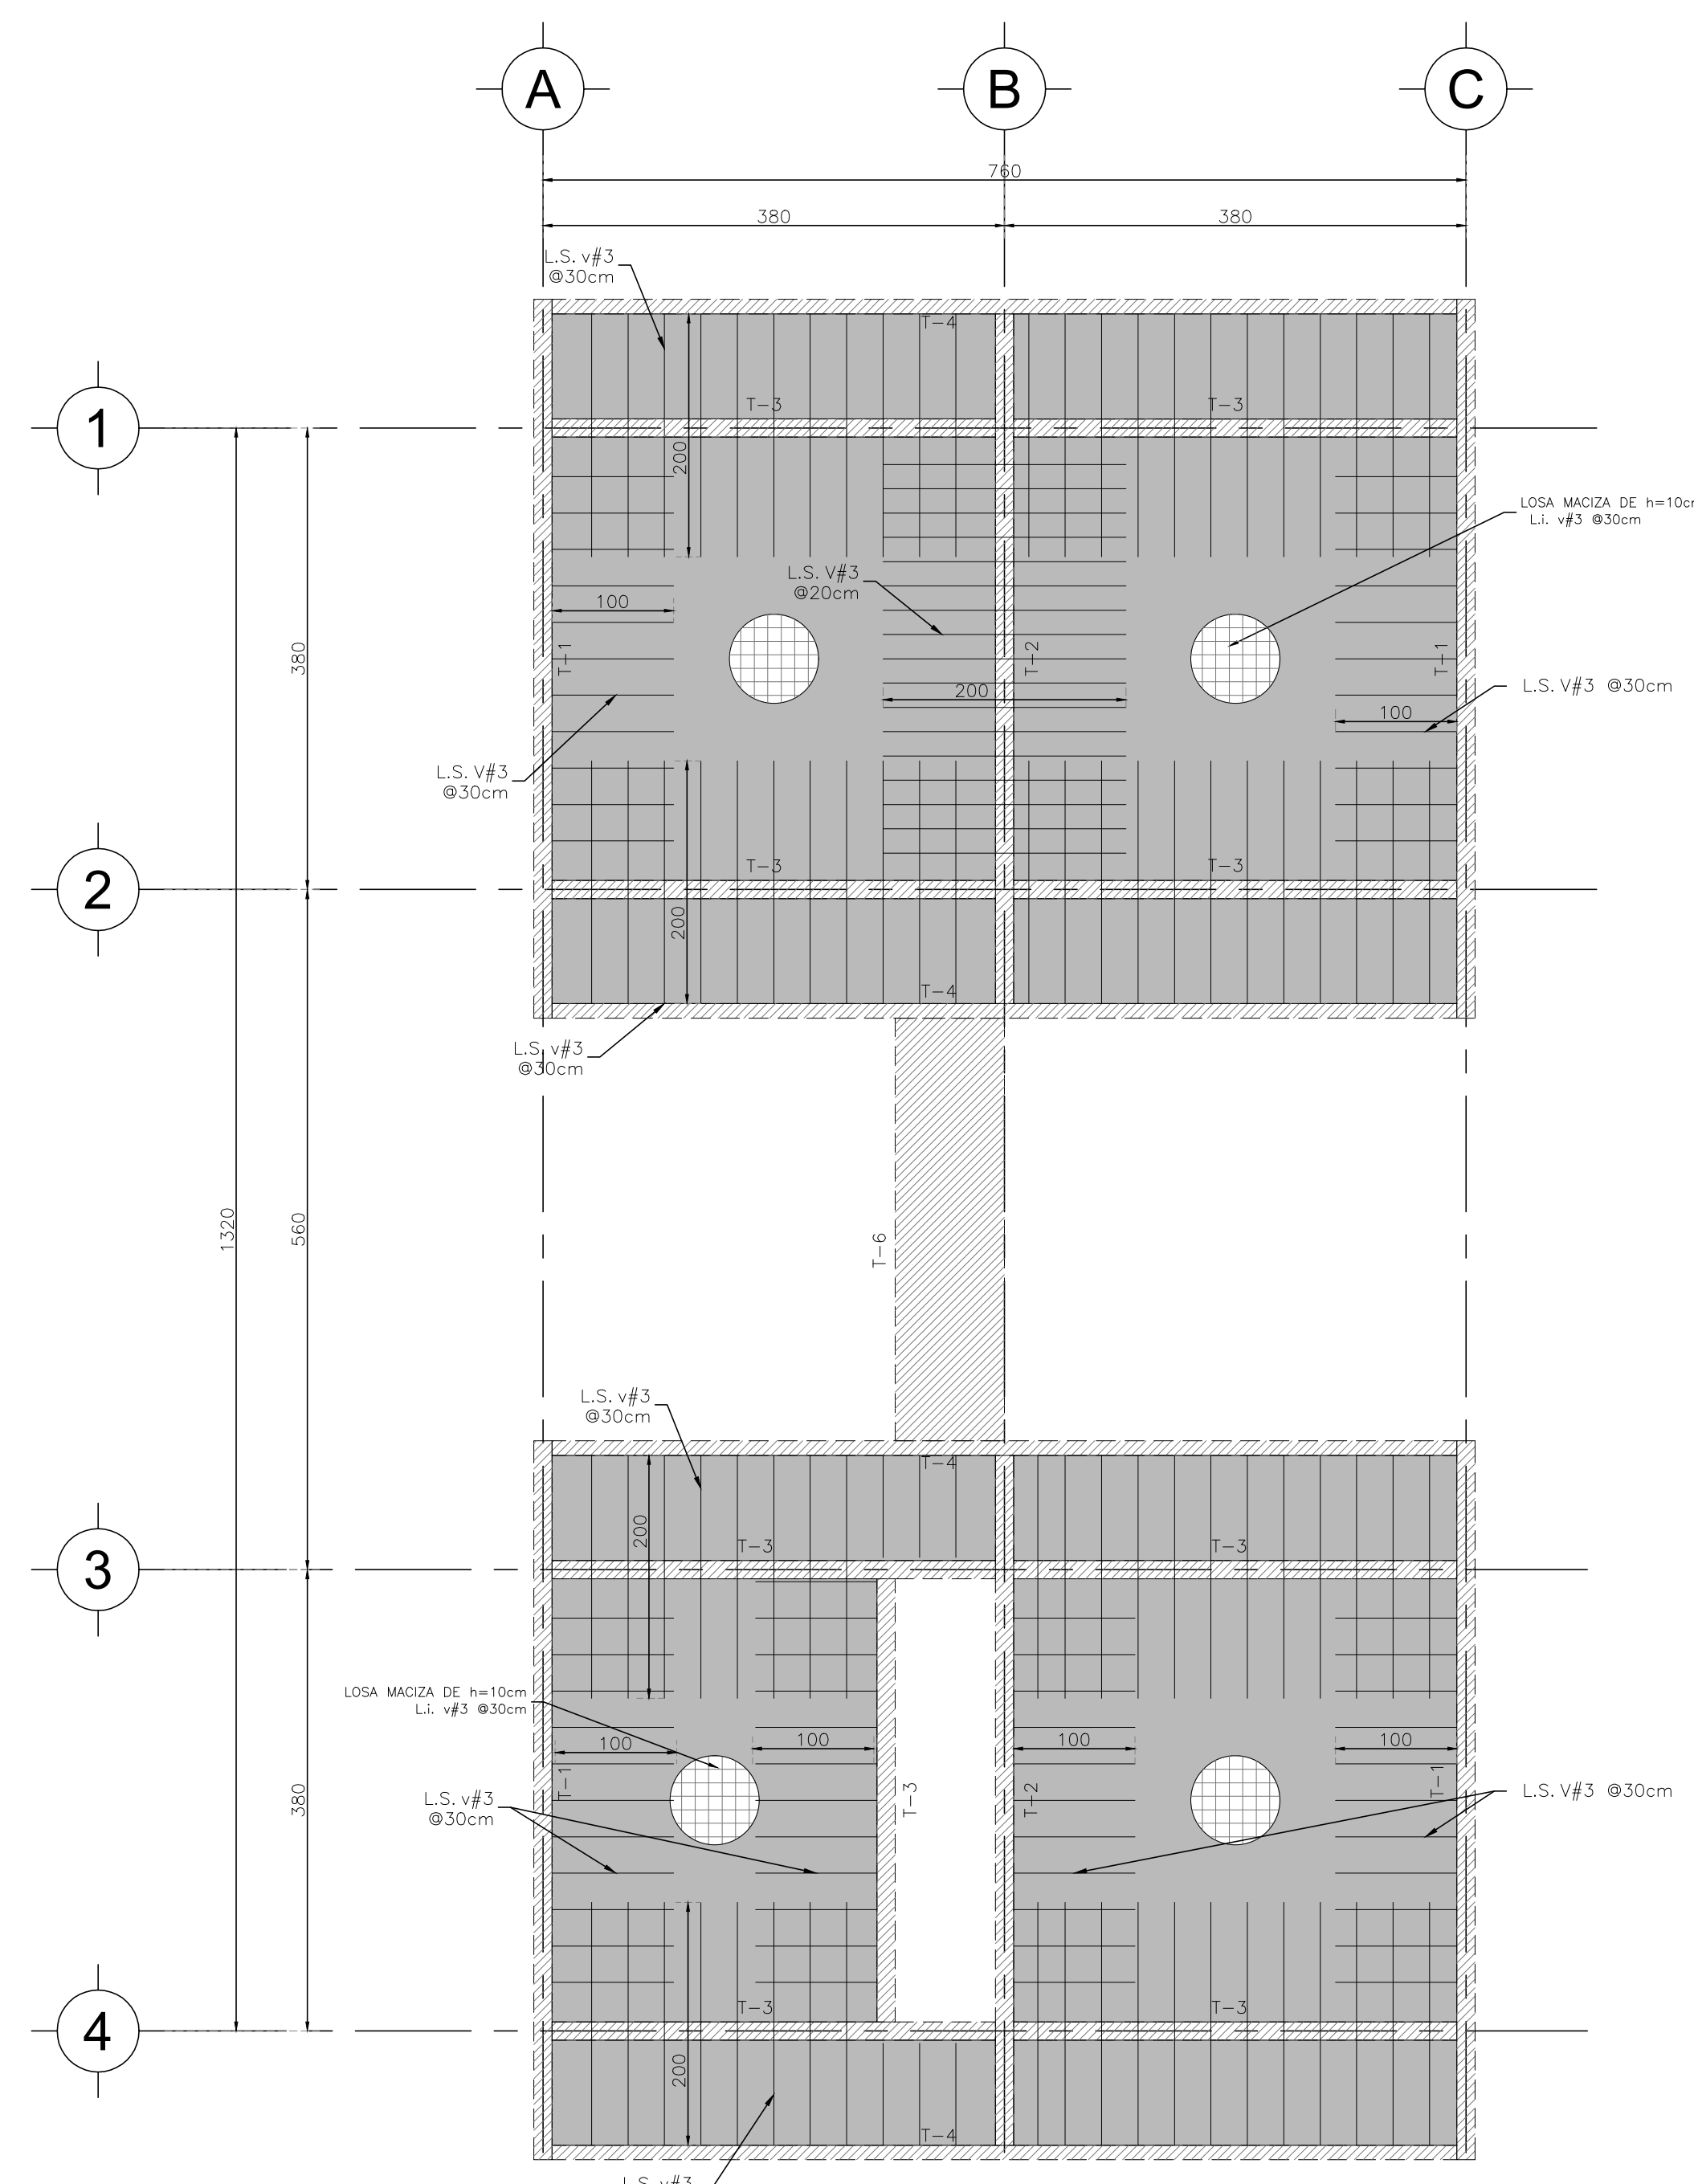 A
B
C
760
380
380
L.S. v#3
@30cm
T-4
1
T-3
T-3
200
LOSA MACIZA DE h=10c
L.i. v#3 @30cm
L.S. V#3
@20cm
100
380
T-1
T-2
T-1
200
L.S. V#3 @30cm
100
L.S. V#3
@30cm
2
T-3
T-3
200
T-4
L.S. v#3
@30cm
1320
560
T-6
L.S. v#3
@30cm
T-4
200
3
T-3
T-3
LOSA MACIZA DE h=10cm
L.i. v#3 @30cm
100
100
100
100
380
T-1
T-3
T-2
T-1
L.S. v#3
@30cm
L.S. V#3 @30cm
4
T-3
T-3
200
T-4
L.S. v#3